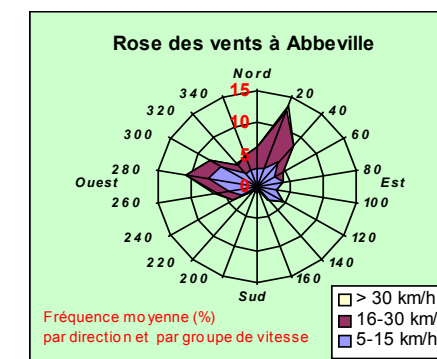 Rose des vents à Abbeville
Nord
15
10
5
0
20
40
60
80
Est
100
120
140
160
Sud
200
220
240
260
Ouest
280
300
320
340
Fréquence moyenne (%)
par direction et par groupe de vitesse
> 30 km/h
16-30 km/
5-15 km/h